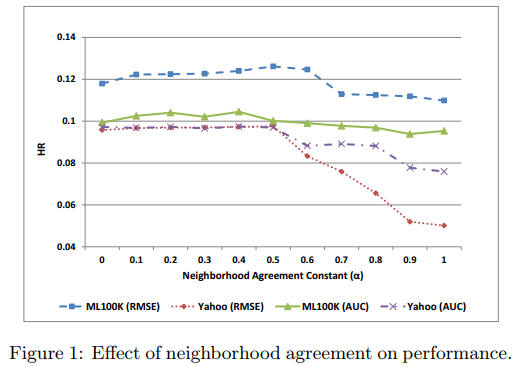 0.14
0.12
0.1
0.08
0.06
0.04
HR
0 0.1 0.2 0.3 0.4 0.5 0.6 0.7 0.8 0.9 1
Neighborhood Agreement Constant (α)
ML100K (RMSE) Yahoo (RMSE) ML100K (AUC) Yahoo (AUC)
Figure 1: Effect of neighborhood agreement on performance.